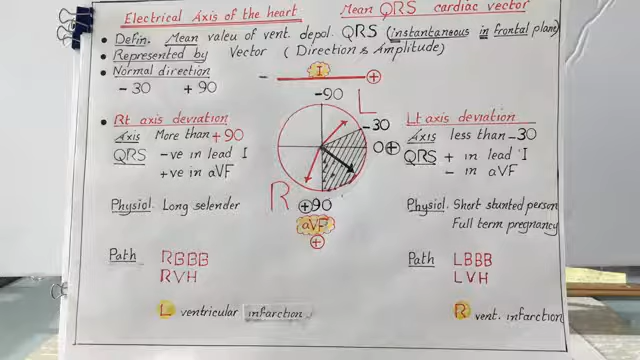 Electrical Axis of the heart
Mean QRS cardiac vector
• Defin. Mean valeu of vent. depol. QRS (instantaneous in frontal plane)
• Represented by Vector (Direction & Amplitude)
• Normal direction
-30 +90
- I +
-90
L
-30
0 +
R
+90
aVF
+
• Rt axis deviation
Axis More than +90
QRS -ve in lead I
+ve in aVF
Physiol. Long selender
Path RBBB
RVH
L ventricular infarction.
Lt axis deviation
Axis less than -30
QRS + in lead I
- in aVF
Physiol. Short stunted person
Full term pregnancy
Path LBBB
LVH
R vent. infarction